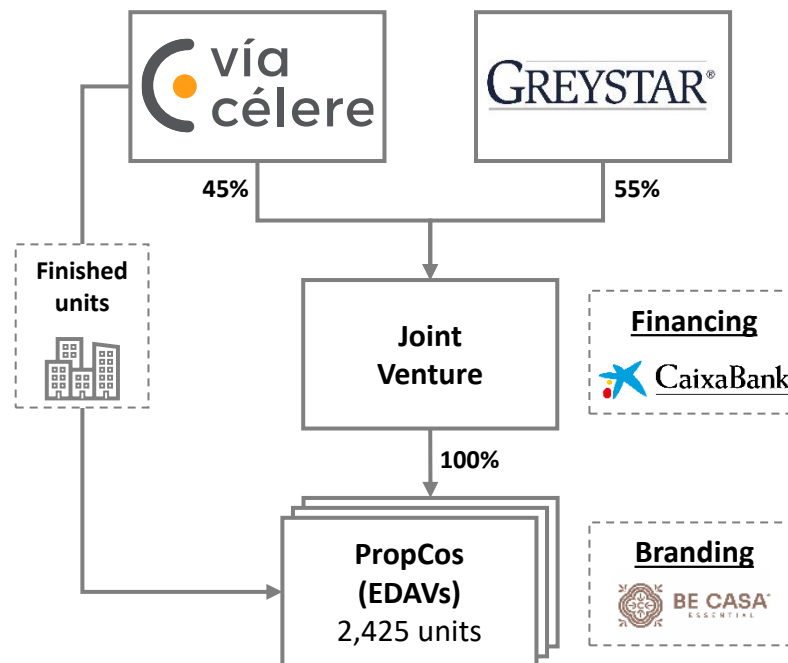 vía
célere
GREYSTAR®
45%
55%
Finished
units
Joint
Venture
Financing
CaixaBank
100%
PropCos
(EDAVs)
2,425 units
Branding
BE CASA
ESSENTIAL